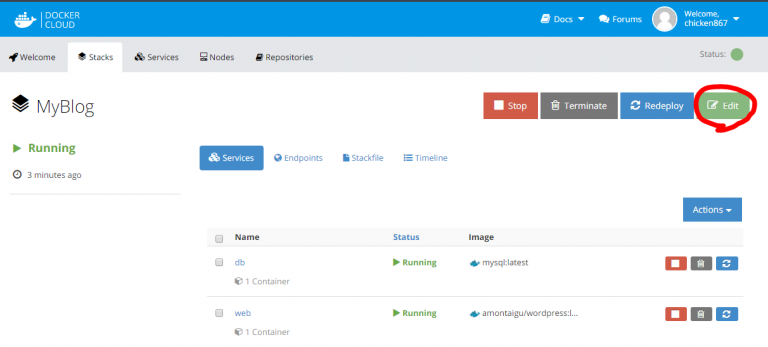 DOCKER CLOUD
Docs
Forums
Welcome, chicken867
Welcome
Stacks
Services
Nodes
Repositories
Status:
MyBlog
Stop
Terminate
Redeploy
Edit
Running
3 minutes ago
Services
Endpoints
Stackfile
Timeline
Actions
Name Status Image
db Running mysql:latest
1 Container
web Running amontaigu/wordpress:l...
1 Container